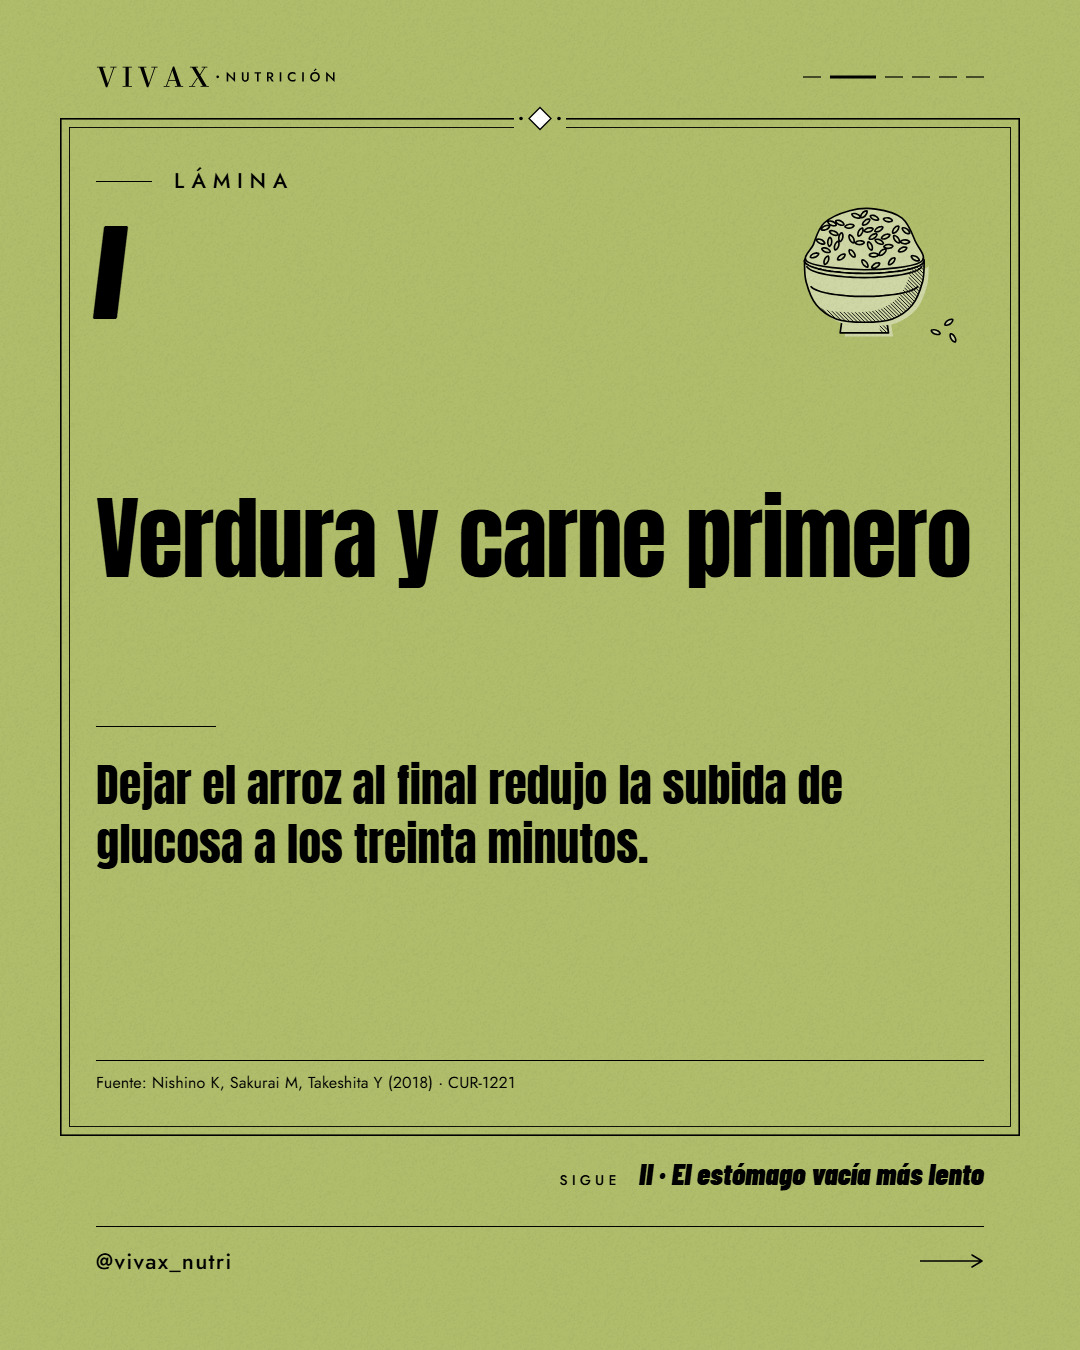 VIVAX·NUTRICIÓN
LÁMINA
I
Verdura y carne primero
Dejar el arroz al final redujo la subida de
glucosa a los treinta minutos.
Fuente: Nishino K, Sakurai M, Takeshita Y (2018) · CUR-1221
SIGUE II · El estómago vacía más lento
@vivax_nutri